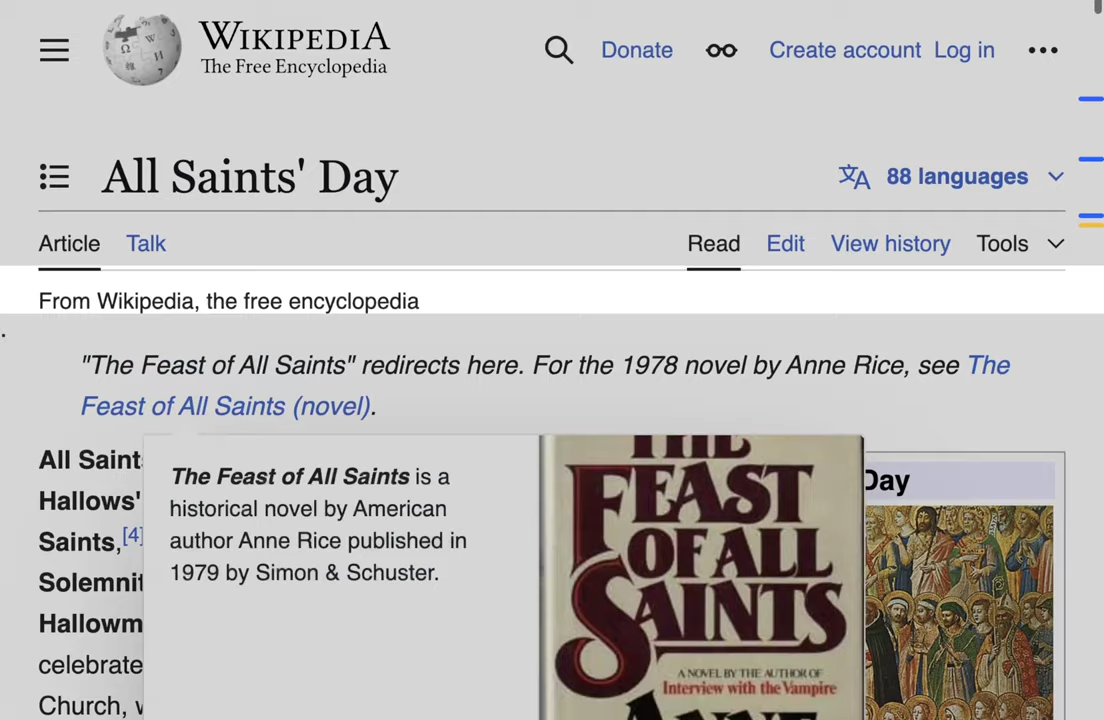 WIKIPEDIA
The Free Encyclopedia
Donate
Create account Log in
All Saints' Day
88 languages
Article Talk
Read Edit View history Tools
From Wikipedia, the free encyclopedia
"The Feast of All Saints" redirects here. For the 1978 novel by Anne Rice, see The
Feast of All Saints (novel).
All Saint
Hallows'
Saints,[4]
Solemnit
Hallowm
celebrate
Church, w
The Feast of All Saints is a
historical novel by American
author Anne Rice published in
1979 by Simon & Schuster.
THE
FEAST
OF ALL
SAINTS
A NOVEL BY THE AUTHOR OF
Interview with the Vampire
ANNE
Day